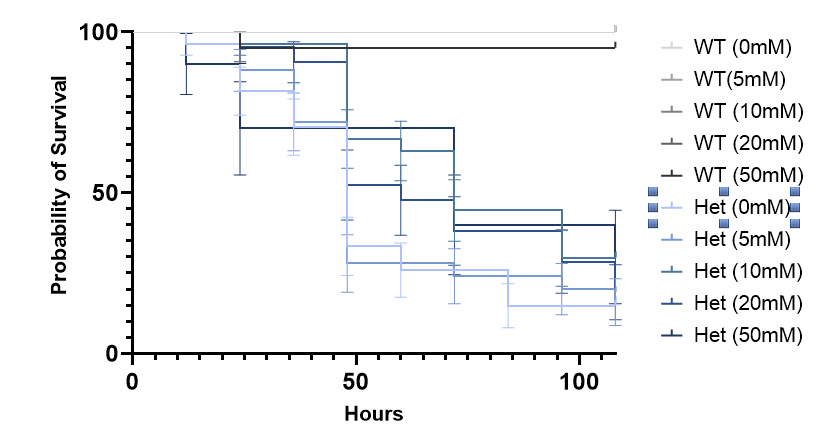 Probability of Survival
100
50
0
0 50 100
Hours
WT (0mM)
WT(5mM)
WT (10mM)
WT (20mM)
WT (50mM)
Het (0mM)
Het (5mM)
Het (10mM)
Het (20mM)
Het (50mM)